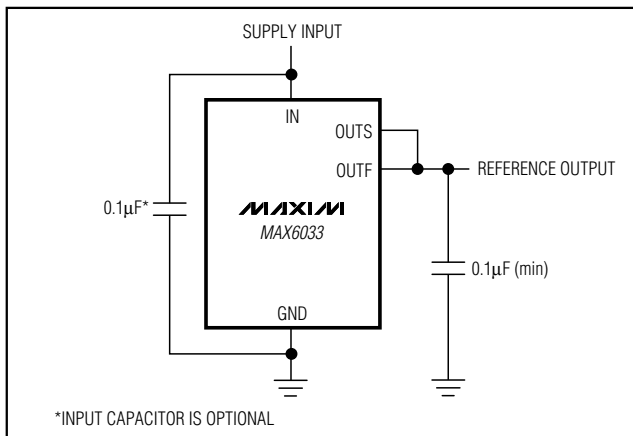 SUPPLY INPUT
IN
OUTS
OUTF
REFERENCE OUTPUT
0.1µF*
MAXIM
MAX6033
0.1µF (min)
GND
*INPUT CAPACITOR IS OPTIONAL